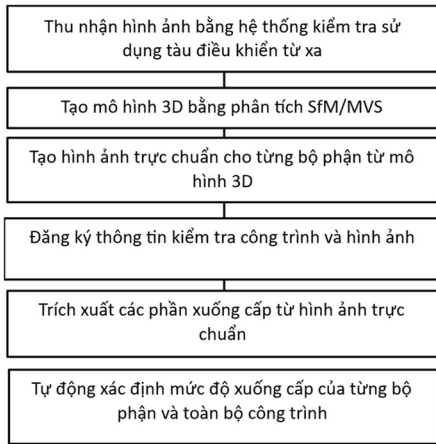 Thu nhận hình ảnh bằng hệ thống kiểm tra sử
dụng tàu điều khiển từ xa
Tạo mô hình 3D bằng phân tích SfM/MVS
Tạo hình ảnh trực chuẩn cho từng bộ phận từ mô
hình 3D
Đăng ký thông tin kiểm tra công trình và hình ảnh
Trích xuất các phần xuống cấp từ hình ảnh trực
chuẩn
Tự động xác định mức độ xuống cấp của từng bộ
phận và toàn bộ công trình